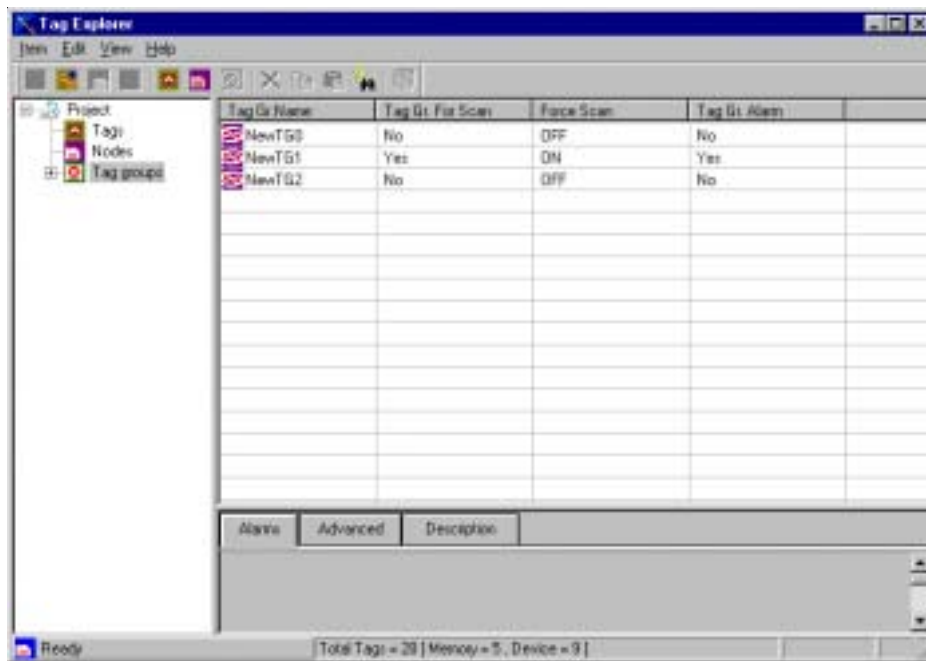 Tag Explorer
Item Edit View Help
Project
Tags
Nodes
Tag groups
Tag Gr.Name Tag Gr. For Scan Force Scan Tag Gr. Alarm
NewTG0 No OFF No
NewTG1 Yes ON Yes
NewTG2 No OFF No
Alarms Advanced Description
Ready Total Tags = 20 [ Memory = 5 , Device = 9 ]